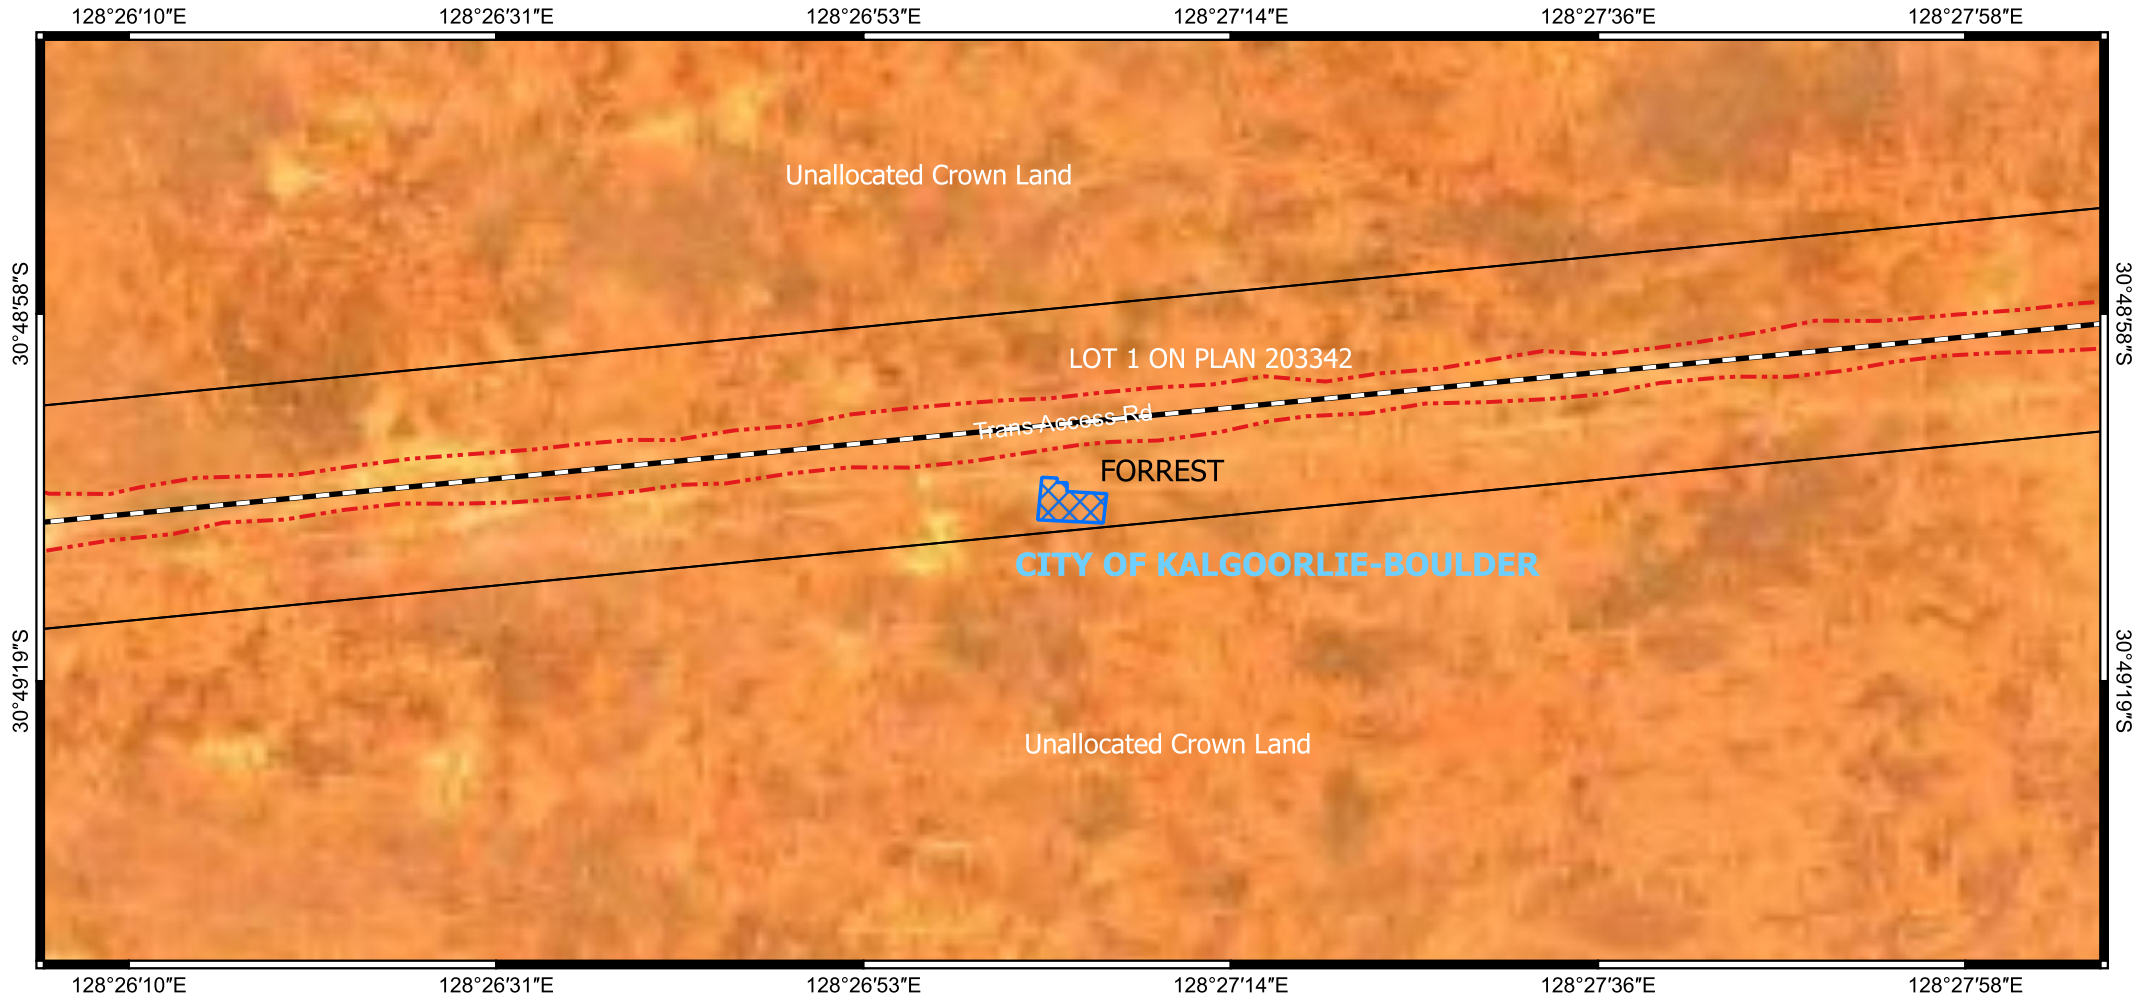 128°26′10″E 128°26′31″E 128°26′53″E 128°27′14″E 128°27′36″E 128°27′58″E
Unallocated Crown Land
30°48′58″S
30°48′58″S
LOT 1 ON PLAN 203342
Trans Access Rd
FORREST
CITY OF KALGOORLIE-BOULDER
30°49′19″S
30°49′19″S
Unallocated Crown Land
128°26′10″E 128°26′31″E 128°26′53″E 128°27′14″E 128°27′36″E 128°27′58″E